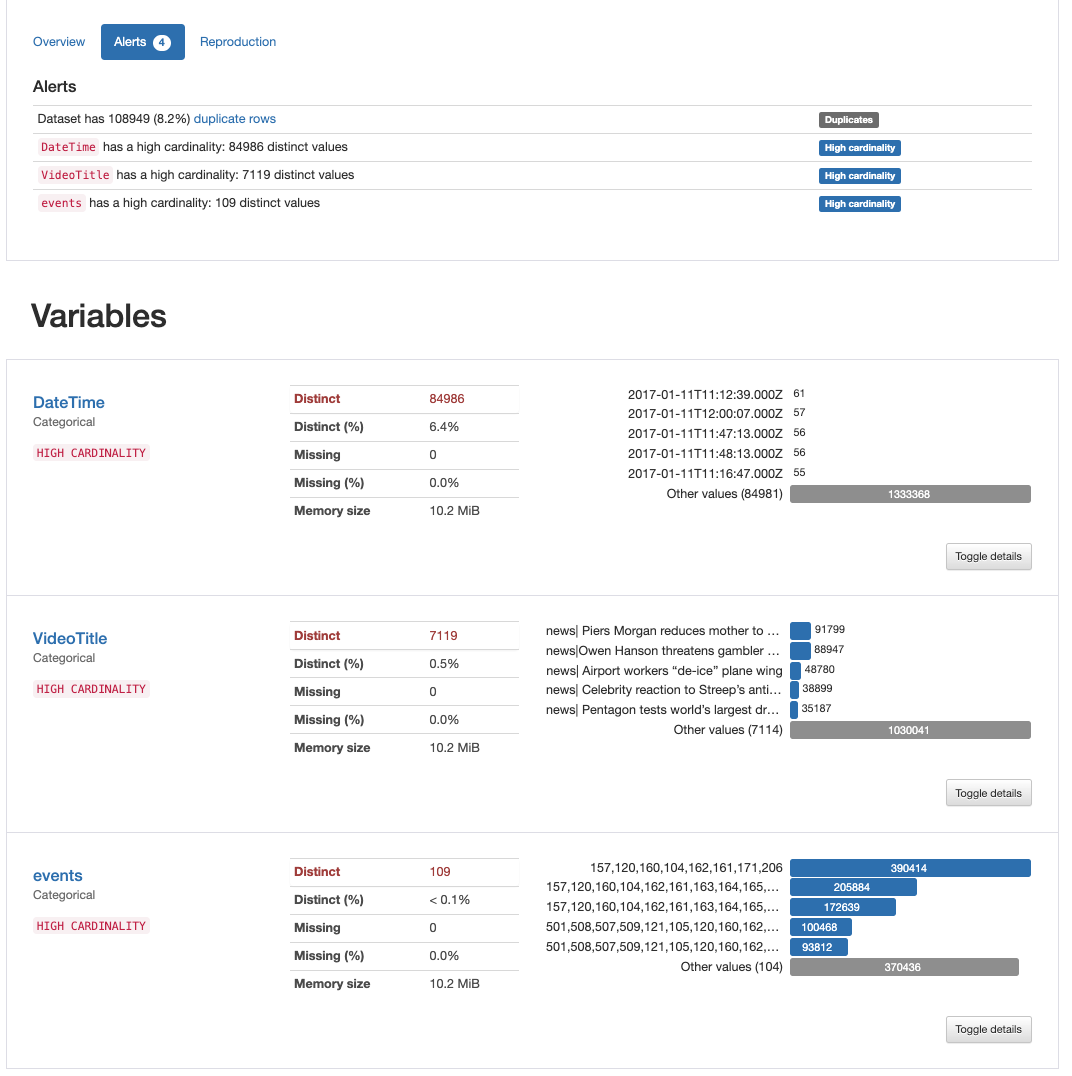 Overview Alerts 4 Reproduction
Alerts
Dataset has 108949 (8.2%) duplicate rows Duplicates
DateTime has a high cardinality: 84986 distinct values High cardinality
VideoTitle has a high cardinality: 7119 distinct values High cardinality
events has a high cardinality: 109 distinct values High cardinality
Variables
DateTime
Categorical
HIGH CARDINALITY
Distinct 84986
Distinct (%) 6.4%
Missing 0
Missing (%) 0.0%
Memory size 10.2 MiB
2017-01-11T11:12:39.000Z 61
2017-01-11T12:00:07.000Z 57
2017-01-11T11:47:13.000Z 56
2017-01-11T11:48:13.000Z 56
2017-01-11T11:16:47.000Z 55
Other values (84981) 1333368
Toggle details
VideoTitle
Categorical
HIGH CARDINALITY
Distinct 7119
Distinct (%) 0.5%
Missing 0
Missing (%) 0.0%
Memory size 10.2 MiB
news| Piers Morgan reduces mother to ... 91799
news|Owen Hanson threatens gambler ... 88947
news| Airport workers “de-ice” plane wing 48780
news| Celebrity reaction to Streep’s anti... 38899
news| Pentagon tests world’s largest dr... 35187
Other values (7114) 1030041
Toggle details
events
Categorical
HIGH CARDINALITY
Distinct 109
Distinct (%) < 0.1%
Missing 0
Missing (%) 0.0%
Memory size 10.2 MiB
157,120,160,104,162,161,171,206 390414
157,120,160,104,162,161,163,164,165,... 205884
157,120,160,104,162,161,163,164,165,... 172639
501,508,507,509,121,105,120,160,162,... 100468
501,508,507,509,121,105,120,160,162,... 93812
Other values (104) 370436
Toggle details